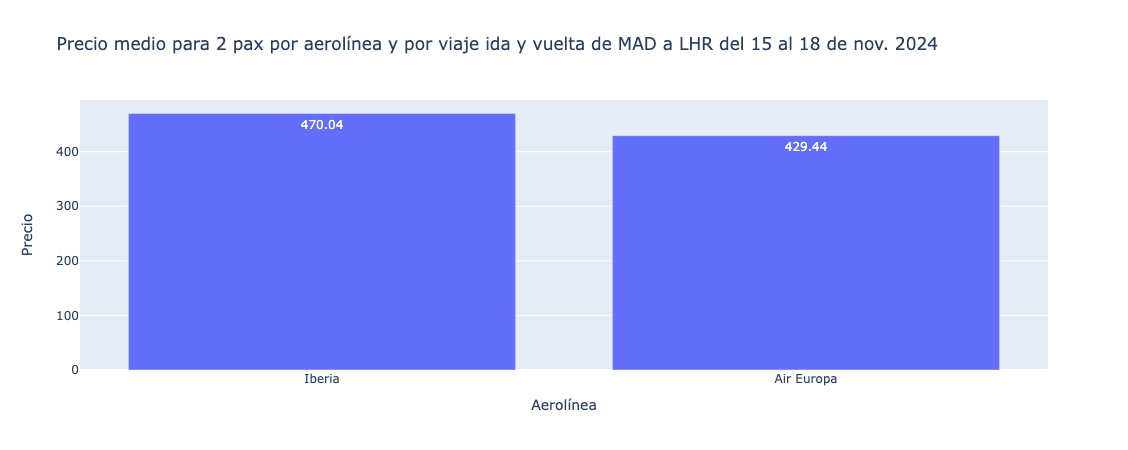 Precio medio para 2 pax por aerolínea y por viaje ida y vuelta de MAD a LHR del 15 al 18 de nov. 2024
470.04
429.44
400
300
200
100
0
Precio
Iberia
Air Europa
Aerolínea